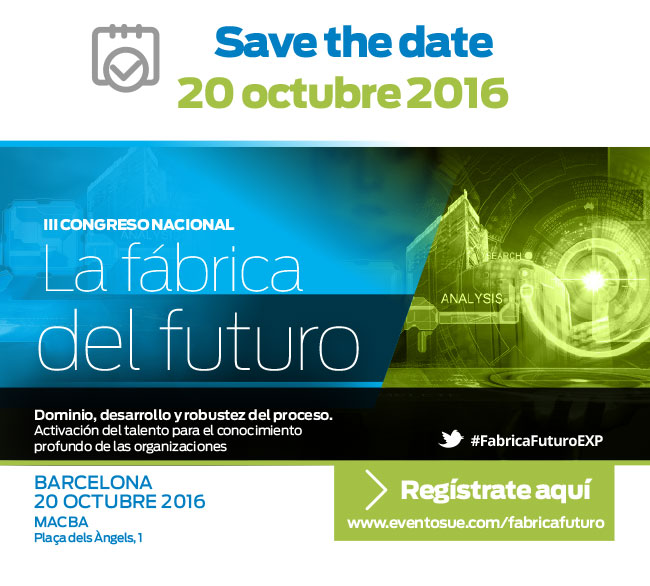 Save the date
20 octubre 2016
III CONGRESO NACIONAL
La fábrica
del futuro
SEARCH
ANALYSIS
Dominio, desarrollo y robustez del proceso.
Activación del talento para el conocimiento
profundo de las organizaciones
#FabricaFuturoEXP
BARCELONA
20 OCTUBRE 2016
MACBA
Plaça dels Àngels, 1
Regístrate aquí
www.eventosue.com/fabricafuturo